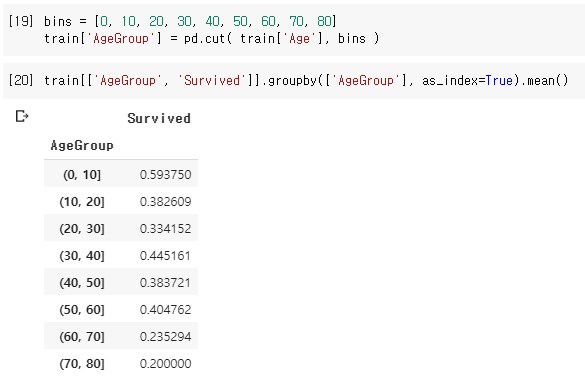 [19] bins = [0, 10, 20, 30, 40, 50, 60, 70, 80]
train['AgeGroup'] = pd.cut( train['Age'], bins )
[20] train[['AgeGroup', 'Survived']].groupby(['AgeGroup'], as_index=True).mean()
Survived
AgeGroup
(0, 10] 0.593750
(10, 20] 0.382609
(20, 30] 0.334152
(30, 40] 0.445161
(40, 50] 0.383721
(50, 60] 0.404762
(60, 70] 0.235294
(70, 80] 0.200000